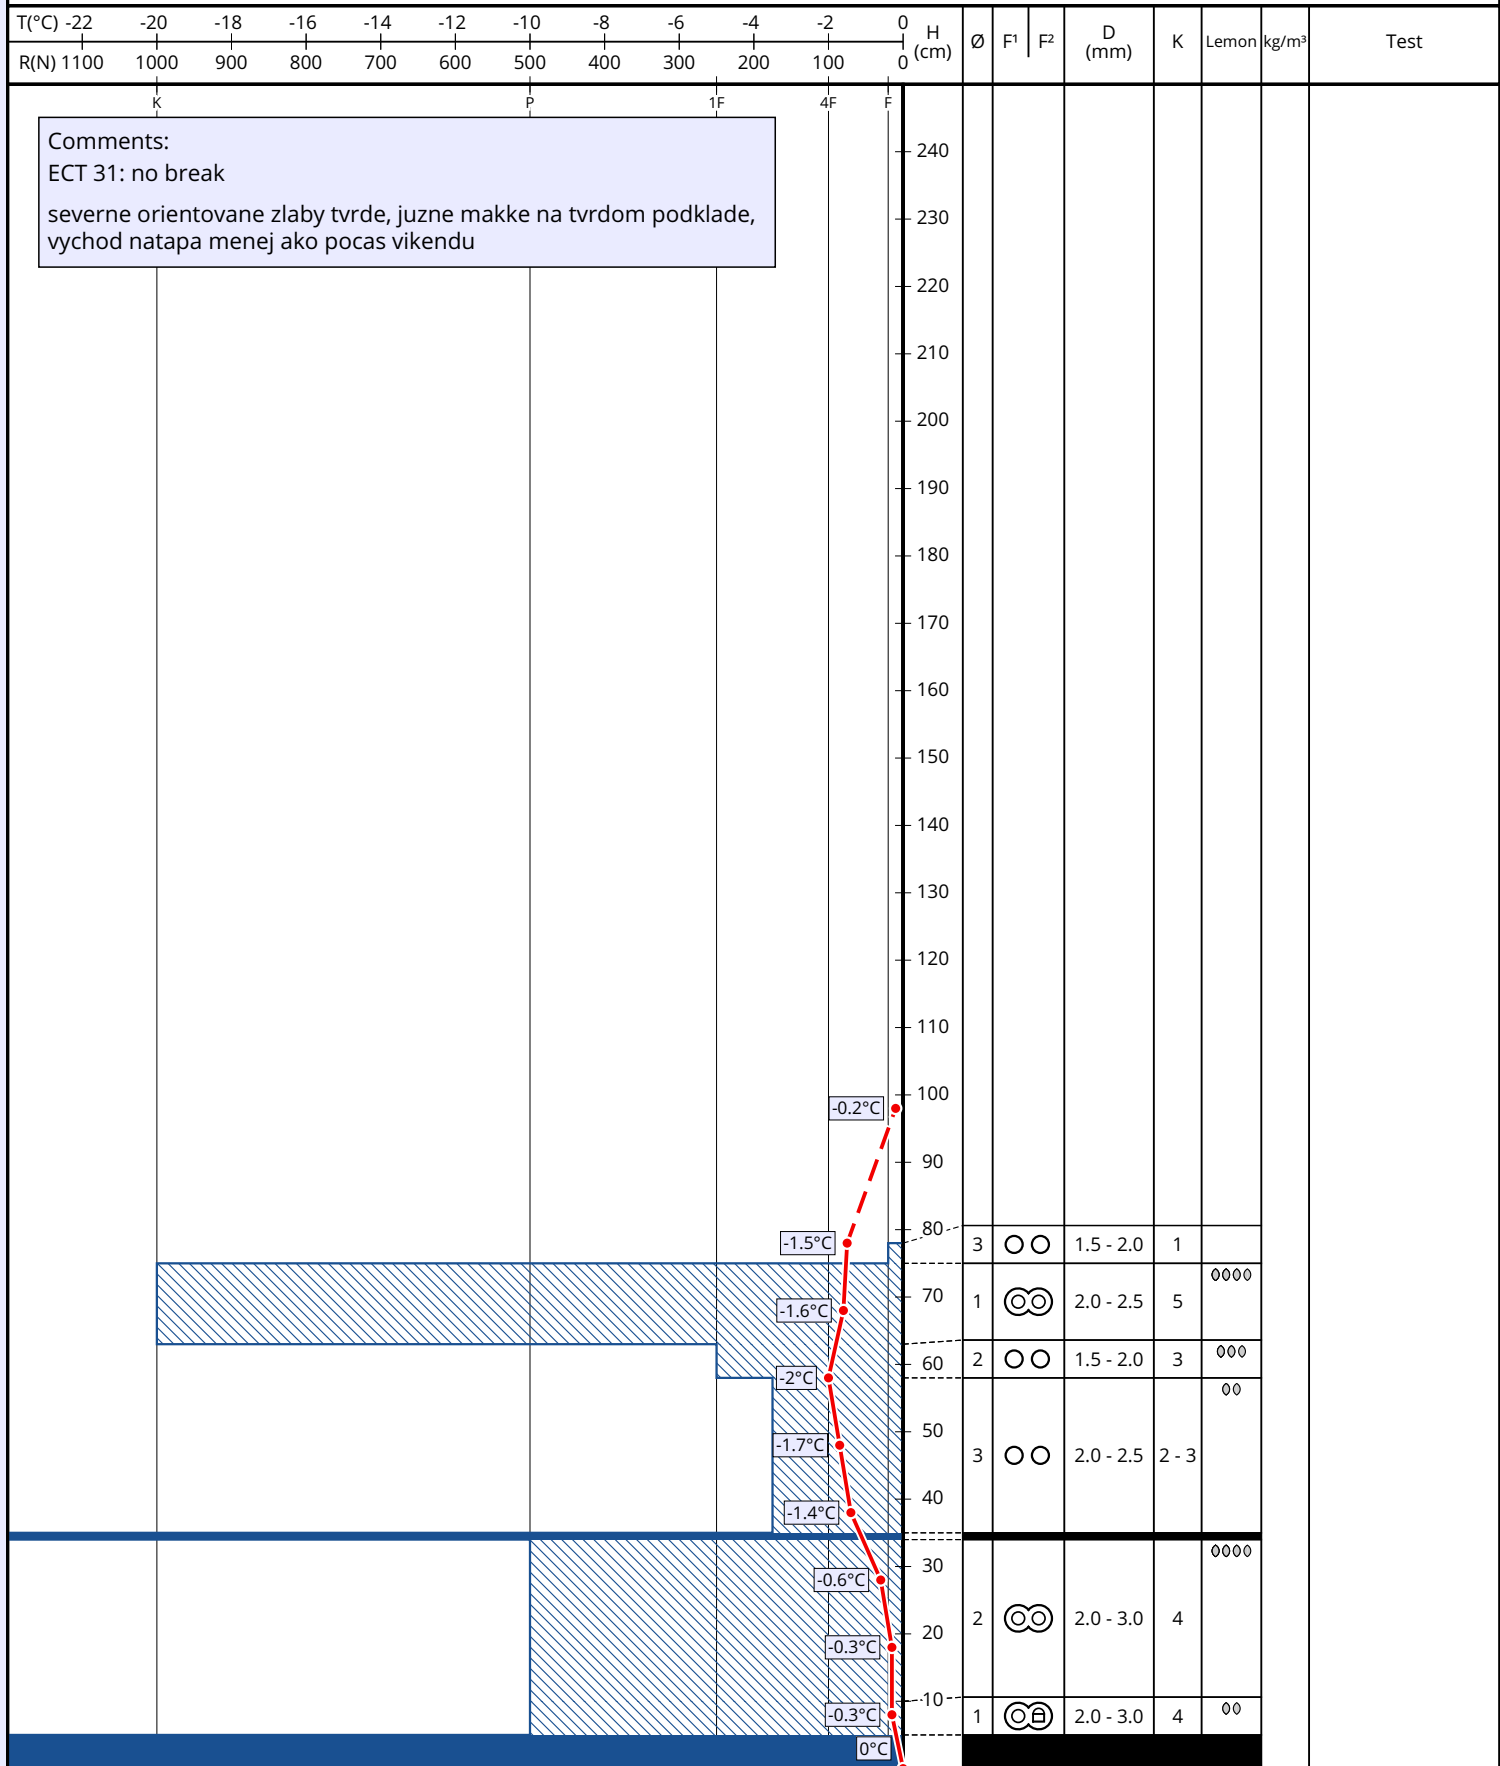 T(°C) -22 -20 -18 -16 -14 -12 -10 -8 -6 -4 -2 0
R(N) 1100 1000 900 800 700 600 500 400 300 200 100 0
H (cm) Ø F¹ F² D (mm) K Lemon kg/m³ Test
K P 1F 4F F
Comments:
ECT 31: no break
severne orientovane zlaby tvrde, juzne makke na tvrdom podklade,
vychod natapa menej ako pocas vikendu
240
230
220
210
200
190
180
170
160
150
140
130
120
110
100
-0.2°C
90
80
-1.5°C 3 1.5 - 2.0 1
70
-1.6°C 1 2.0 - 2.5 5
60 2 1.5 - 2.0 3
-2°C
50
-1.7°C 3 2.0 - 2.5 2 - 3
40
-1.4°C
30
-0.6°C
20 2 2.0 - 3.0 4
-0.3°C
10
-0.3°C 1 2.0 - 3.0 4
0°C